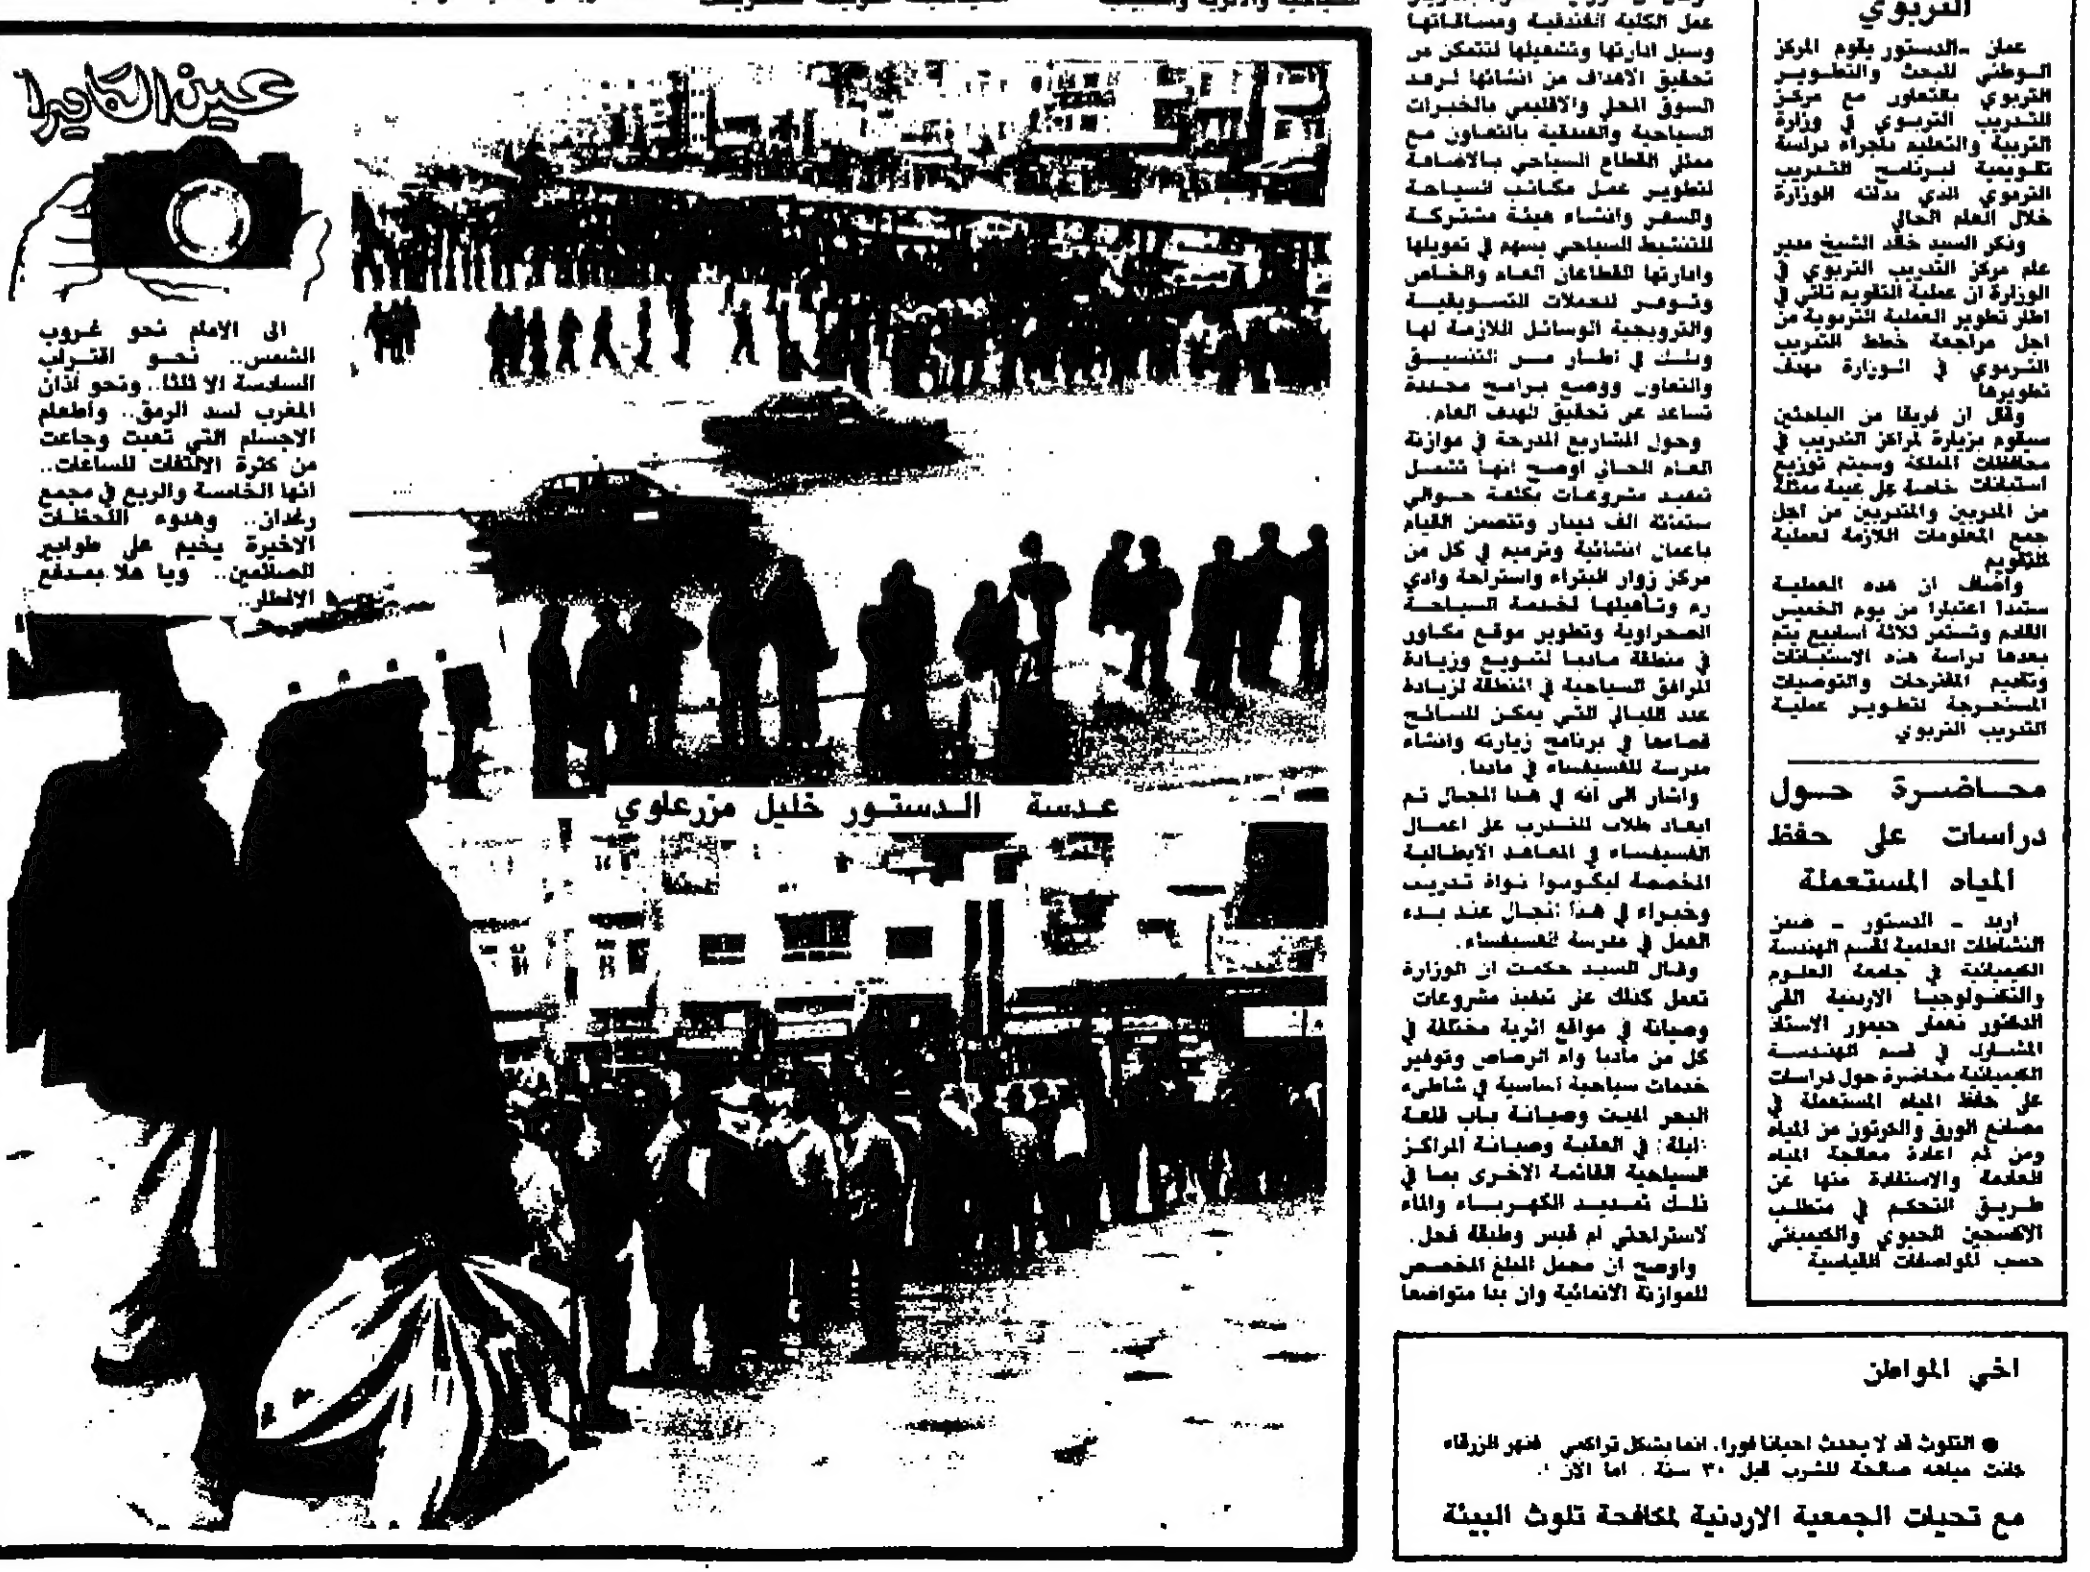 التربوي
عمان -الدستور يقوم المركز
الوطني للبحث والتطوير
التربوي بالتعاون مع مركز
التدريب التربوي في وزارة
التربية والتعليم باجراء دراسة
تقويمية لبرنامج التدريب
التربوي الذي بدأته الوزارة
خلال العام الحالي
وذكر السيد خالد الشيخ مدير
عام مركز التدريب التربوي في
الوزارة ان عملية التقويم تاتي في
اطار تطوير العملية التربوية من
اجل مراجعة خطط التدريب
التربوي في الوزارة بهدف
تطويرها
وقال ان فريقا من الباحثين
سيقوم بزيارة لمراكز التدريب في
محافظات المملكة وسيتم توزيع
استبانات خاصة على عينة ممثلة
من المدربين والمتدربين من اجل
جمع المعلومات اللازمة لعملية
التقويم
واضاف ان هذه العملية
ستبدا اعتبارا من يوم الخميس
القادم وتستمر ثلاثة اسابيع يتم
بعدها دراسة هذه الاستبانات
وتقديم المقترحات والتوصيات
المستخرجة لتطوير عملية
التدريب التربوي
محاضرة حول
دراسات على حفظ
المياه المستعملة
اربد - الدستور - ضمن
النشاطات العلمية لقسم الهندسة
الكيميائية في جامعة العلوم
والتكنولوجيا الاردنية القى
الدكتور نعمان حيمور الاستاذ
المشارك في قسم الهندسة
الكيميائية محاضرة حول دراسات
على حفظ المياه المستعملة في
مصانع الورق والكرتون من المياه
ومن ثم اعادة معالجة المياه
العادمة والاستفادة منها عن
طريق التحكم في متطلب
الاكسجين الحيوي والكيميائي
حسب المواصفات القياسية
عمل الكلية الفندقية ومساقاتها
وسبل ادارتها وتشغيلها لتتمكن من
تحقيق الاهداف من انشائها لرفد
السوق المحلي والاقليمي بالخبرات
السياحية والفندقية بالتعاون مع
ممثلي القطاع السياحي بالاضافة
لتطوير عمل مكاتب السياحة
والسفر وانشاء هيئة مشتركة
للتنشيط السياحي يسهم في تمويلها
وادارتها القطاعان العام والخاص
وتوفير للحملات التسويقية
والترويجية الوسائل اللازمة لها
وذلك في اطار من التنسيق
والتعاون ووضع برامج محددة
تساعد على تحقيق الهدف العام.
وحول المشاريع المدرجة في موازنة
العام الحالي اوضح انها تشمل
تنفيذ مشروعات بكلفة حوالي
ستمائة الف دينار وتتضمن القيام
باعمال انشائية وترميم في كل من
مركز زوار البتراء واستراحة وادي
رم وتأهيلها لخدمة السياحة
الصحراوية وتطوير موقع مكاور
في منطقة مادبا لتنويع وزيادة
المرافق السياحية في المنطقة لزيادة
عدد الليالي التي يمكن للسائح
قضاءها في برنامج زيارته وانشاء
مدرسة للفسيفساء في مادبا.
واشار الى انه في هذا المجال تم
ايفاد طلاب للتدرب على اعمال
الفسيفساء في المعاهد الايطالية
المخصصة ليكونوا نواة تدريب
وخبراء في هذا المجال عند بدء
العمل في مدرسة الفسيفساء.
وقال السيد حكمت ان الوزارة
تعمل كذلك على تنفيذ مشروعات
وصيانة في مواقع اثرية مختلفة في
كل من مادبا وام الرصاص وتوفير
خدمات سياحية اساسية في شاطىء
البحر الميت وصيانة باب قلعة
(ايلة) في العقبة وصيانة المراكز
السياحية القائمة الاخرى بما في
ذلك تمديد الكهرباء والماء
لاستراحتي ام قيس وطبقة فحل.
واوضح ان مجمل المبلغ المخصص
للموازنة الانمائية وان بدا متواضعا
عين الكاميرا
الى الامام نحو غروب
الشمس.. نحو اقتراب
السادسة الا ثلثا.. ونحو اذان
المغرب لسد الرمق.. واطعام
الاجسام التي تعبت وجاعت
من كثرة الالتفات للساعات..
انها الخامسة والربع في مجمع
رغدان.. وهدوء اللحظات
الاخيرة يخيم على طوابير
الصائمين.. ويا هلا بمدفع
الافطار..
عدسة الدستور خليل مزرعاوي
اخي المواطن
● التلوث قد لا يحدث احيانا فورا، انما بشكل تراكمي فنهر الزرقاء
كانت مياهه صالحة للشرب قبل ٣٠ سنة، اما الآن !.
مع تحيات الجمعية الاردنية لمكافحة تلوث البيئة